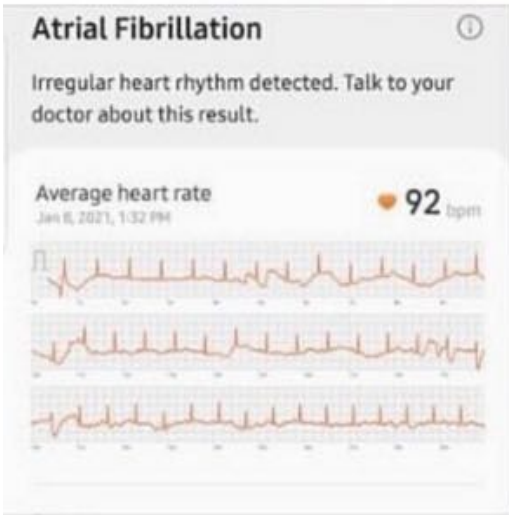 Atrial Fibrillation
Irregular heart rhythm detected. Talk to your
doctor about this result.
Average heart rate
92 bpm
Jan 8, 2021, 1:32 PM